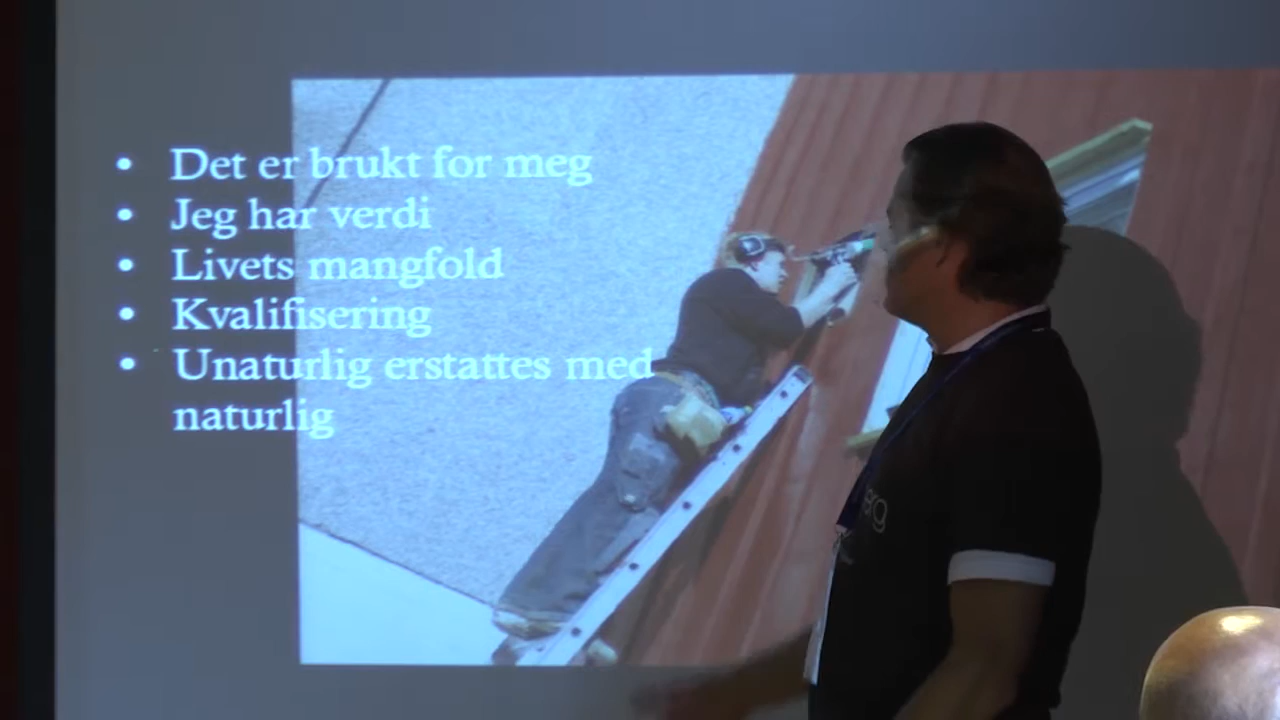 • Det er brukt for meg
• Jeg har verdi
• Livets mangfold
• Kvalifisering
• Unaturlig erstattes med
naturlig